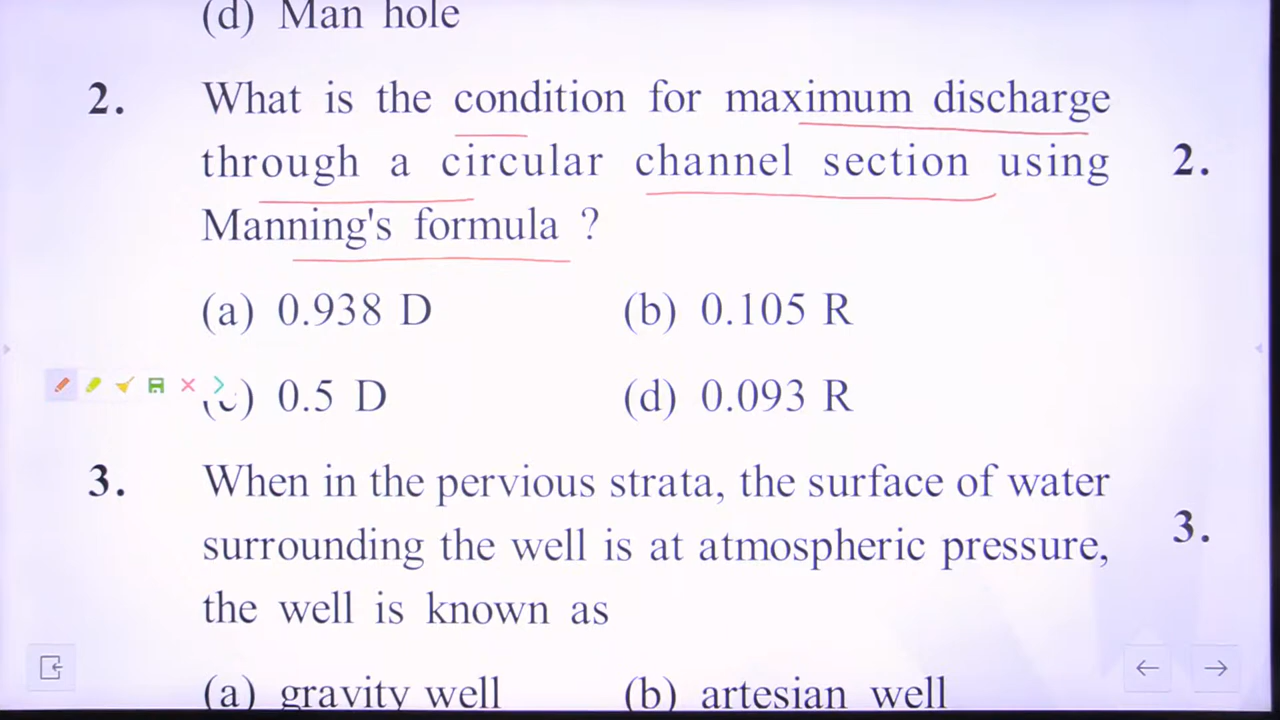 (d) Man hole
2. What is the condition for maximum discharge
through a circular channel section using
Manning's formula ?
2.
(a) 0.938 D (b) 0.105 R
(c) 0.5 D (d) 0.093 R
3. When in the pervious strata, the surface of water
surrounding the well is at atmospheric pressure,
the well is known as
3.
(a) gravity well (b) artesian well